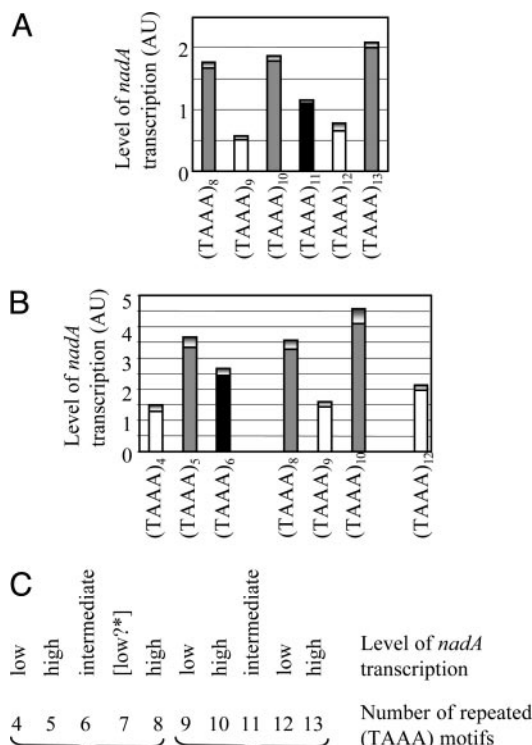 A
Level of nadA
transcription (AU)
2
1
0
(TAAA)8
(TAAA)9
(TAAA)10
(TAAA)11
(TAAA)12
(TAAA)13
B
Level of nadA
transcription (AU)
5
4
3
2
1
0
(TAAA)4
(TAAA)5
(TAAA)6
(TAAA)8
(TAAA)9
(TAAA)10
(TAAA)12
C
low high intermediate [low?*] high low high intermediate low high
Level of nadA
transcription
4 5 6 7 8 9 10 11 12 13
Number of repeated
(TAAA) motifs